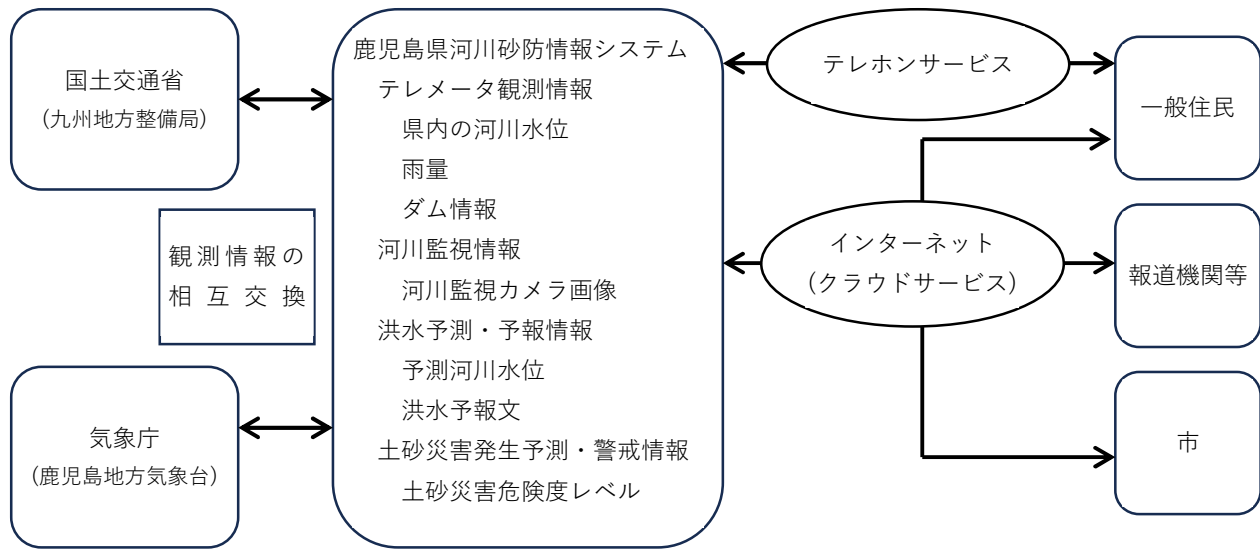 国土交通省
(九州地方整備局)
観測情報の
相互交換
気象庁
(鹿児島地方気象台)
鹿児島県河川砂防情報システム
テレメータ観測情報
県内の河川水位
雨量
ダム情報
河川監視情報
河川監視カメラ画像
洪水予測・予報情報
予測河川水位
洪水予報文
土砂災害発生予測・警戒情報
土砂災害危険度レベル
テレホンサービス
インターネット
(クラウドサービス)
一般住民
報道機関等
市